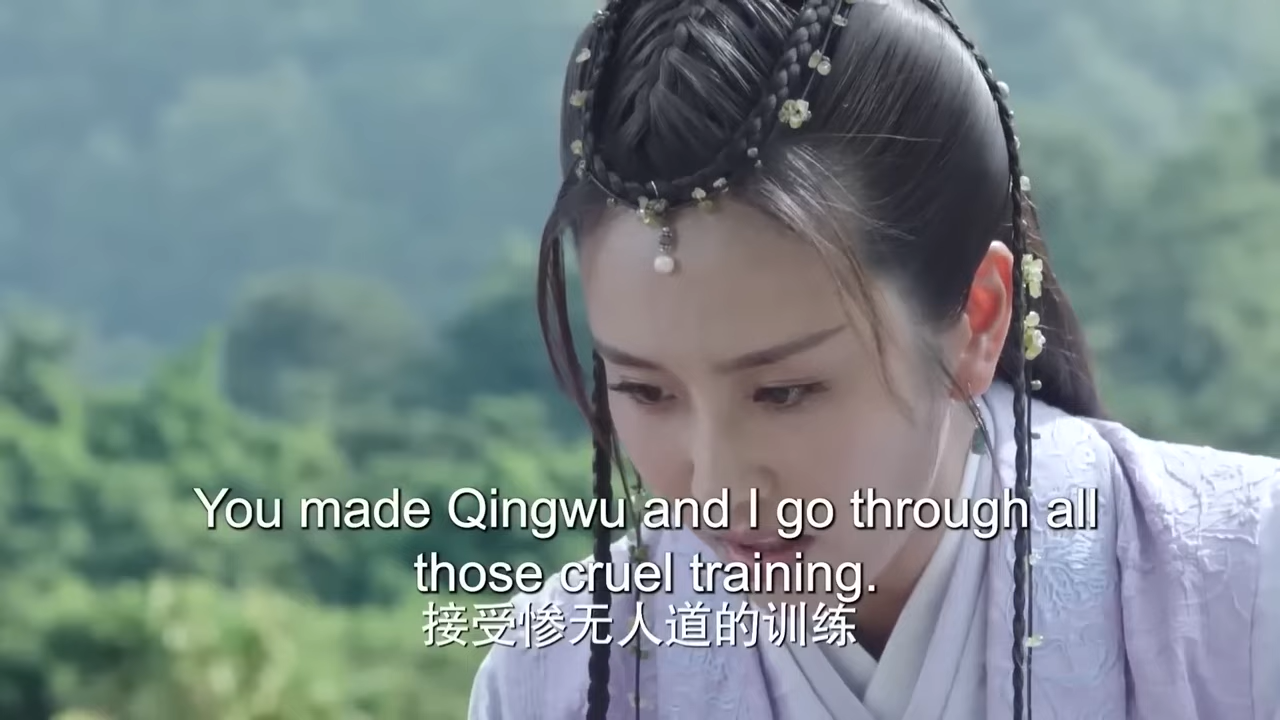 You made Qingwu and I go through all
those cruel training.
接受惨无人道的训练